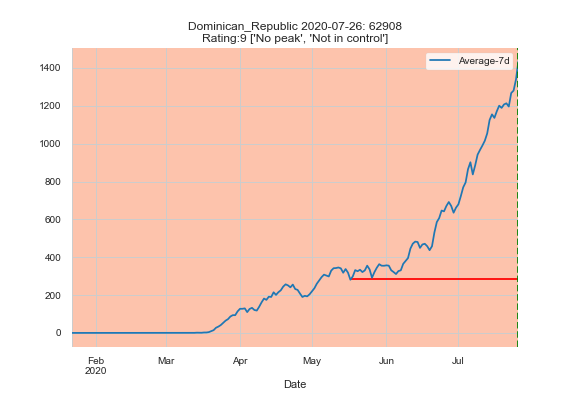 Dominican_Republic 2020-07-26: 62908
Rating:9 ['No peak', 'Not in control']
Average-7d
1400
1200
1000
800
600
400
200
0
Feb
2020
Mar
Apr
May
Jun
Jul
Date